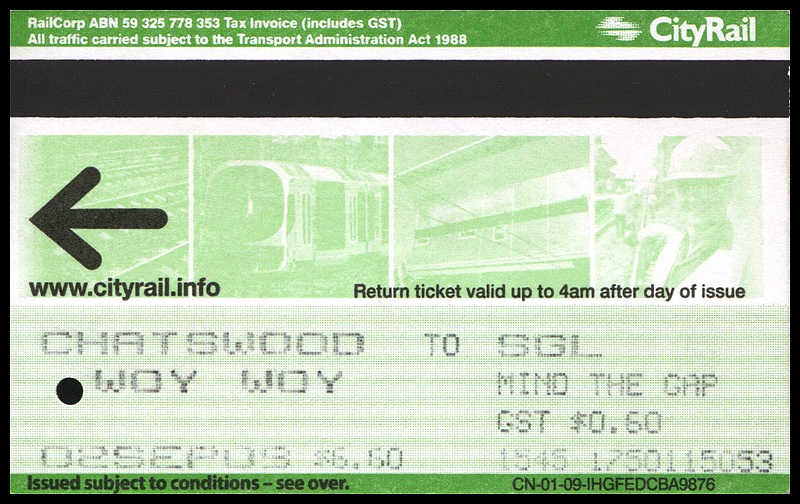 RailCorp ABN 59 325 778 353 Tax Invoice (includes GST)
All traffic carried subject to the Transport Administration Act 1988
CityRail
www.cityrail.info
Return ticket valid up to 4am after day of issue
CHATSWOOD TO SGL
WOY WOY MIND THE GAP
GST $0.60
02SEP09 $6.60 1545 1750115053
Issued subject to conditions – see over.
CN-01-09-IHGFEDCBA9876